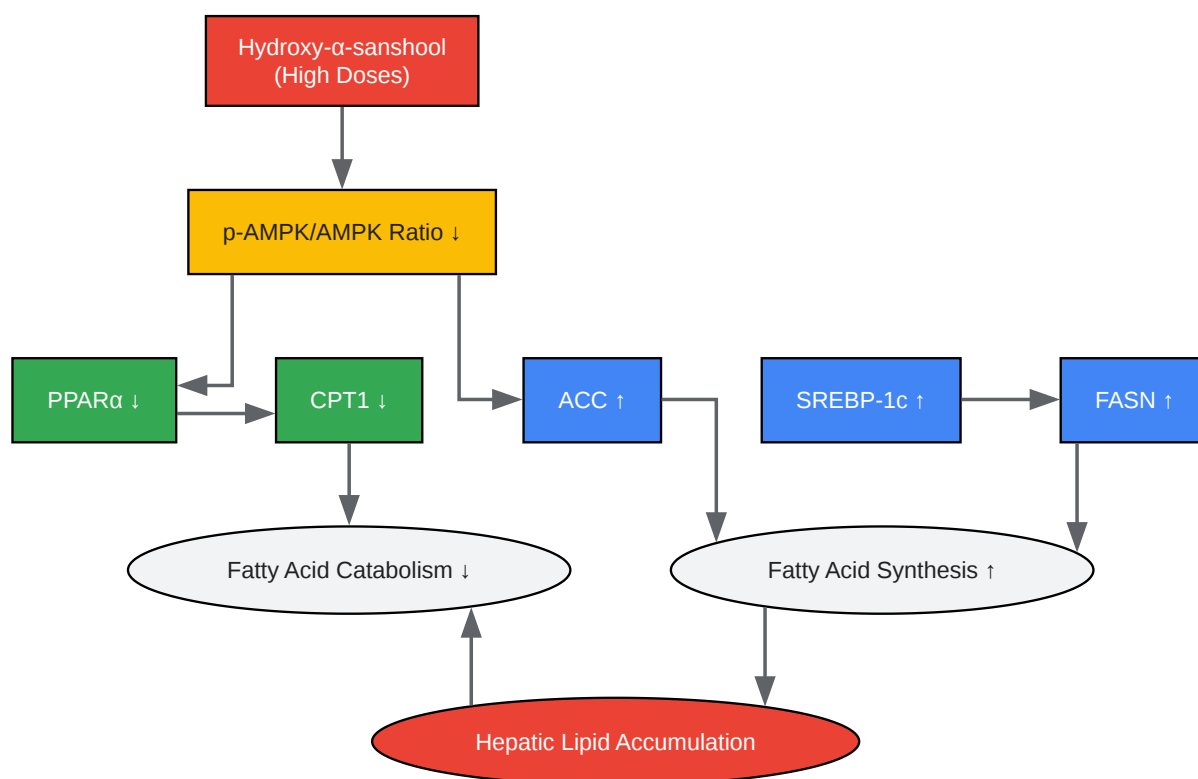 Hydroxy-α-sanshool
(High Doses)
p-AMPK/AMPK Ratio ↓
PPARα ↓
CPT1 ↓
ACC ↑
SREBP-1c ↑
FASN ↑
Fatty Acid Catabolism ↓
Fatty Acid Synthesis ↑
Hepatic Lipid Accumulation